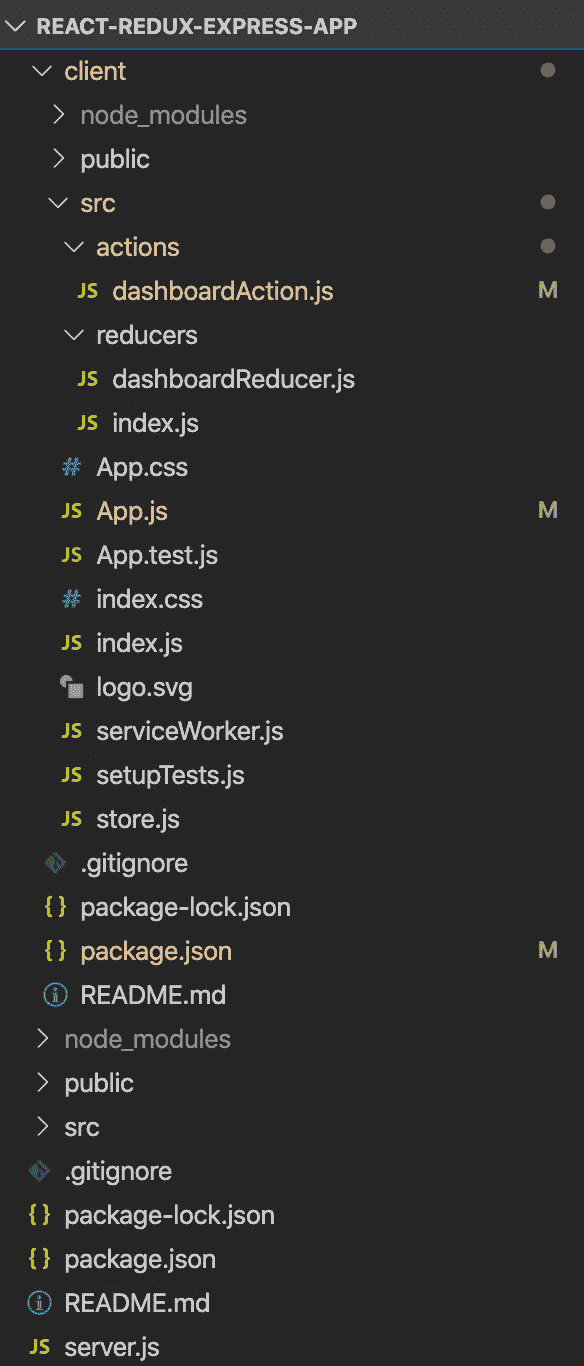 REACT-REDUX-EXPRESS-APP
client
node_modules
public
src
actions
JS dashboardAction.js M
reducers
JS dashboardReducer.js
JS index.js
# App.css
JS App.js M
JS App.test.js
# index.css
JS index.js
logo.svg
JS serviceWorker.js
JS setupTests.js
JS store.js
.gitignore
{} package-lock.json
{} package.json M
README.md
node_modules
public
src
.gitignore
{} package-lock.json
{} package.json
README.md
JS server.js